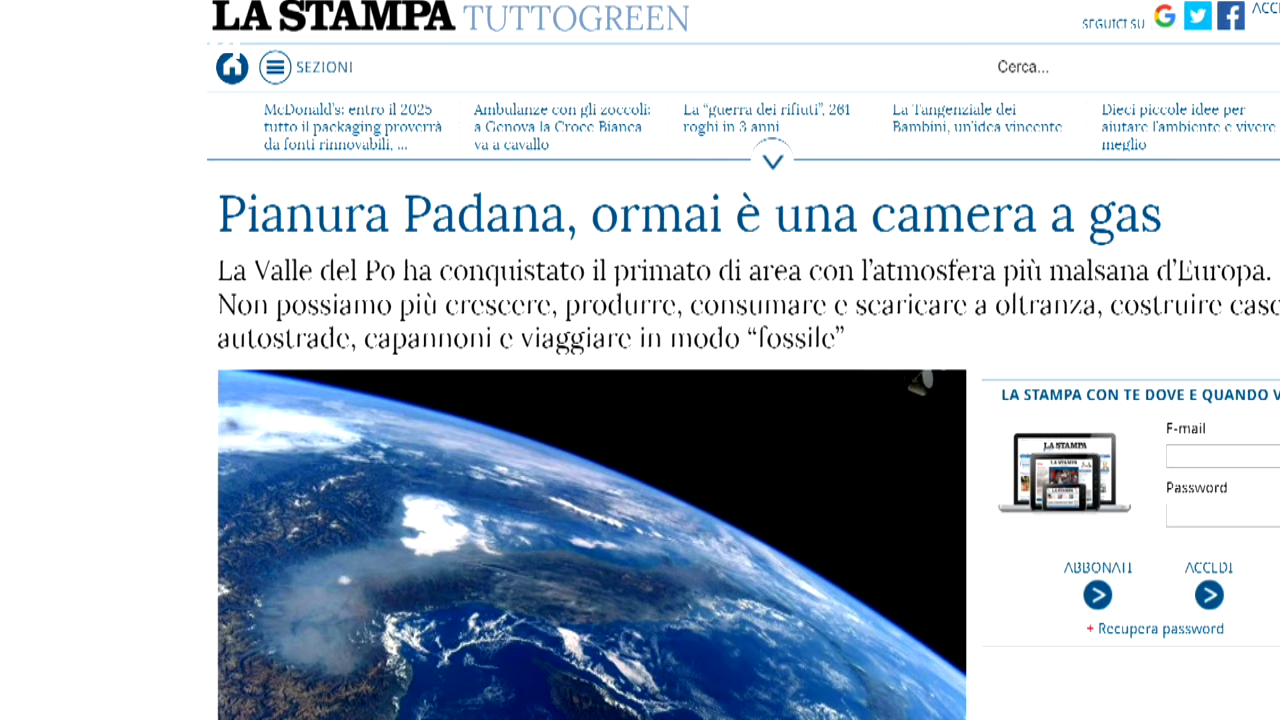 LA STAMPA TUTTOGREEN
SEGUICI SU
SEZIONI
Cerca...
McDonald's: entro il 2025
tutto il packaging proverrà
da fonti rinnovabili, ...
Ambulanze con gli zoccoli:
a Genova la Croce Bianca
va a cavallo
La "guerra dei rifiuti", 261
roghi in 3 anni
La Tangenziale dei
Bambini, un'idea vincente
Dieci piccole idee per
aiutare l'ambiente e vivere
meglio
Pianura Padana, ormai è una camera a gas
La Valle del Po ha conquistato il primato di area con l'atmosfera più malsana d'Europa.
Non possiamo più crescere, produrre, consumare e scaricare a oltranza, costruire case
autostrade, capannoni e viaggiare in modo "fossile"
LA STAMPA CON TE DOVE E QUANDO V
LA STAMPA
E-mail
Password
ABBONATI
ACCEDI
+ Recupera password